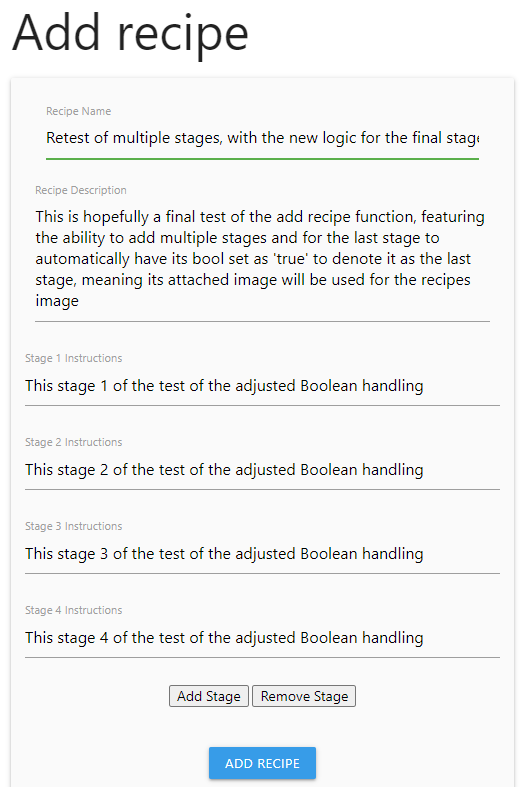 Add recipe
Recipe Name
Retest of multiple stages, with the new logic for the final stage
Recipe Description
This is hopefully a final test of the add recipe function, featuring
the ability to add multiple stages and for the last stage to
automatically have its bool set as 'true' to denote it as the last
stage, meaning its attached image will be used for the recipes
image
Stage 1 Instructions
This stage 1 of the test of the adjusted Boolean handling
Stage 2 Instructions
This stage 2 of the test of the adjusted Boolean handling
Stage 3 Instructions
This stage 3 of the test of the adjusted Boolean handling
Stage 4 Instructions
This stage 4 of the test of the adjusted Boolean handling
Add Stage Remove Stage
ADD RECIPE